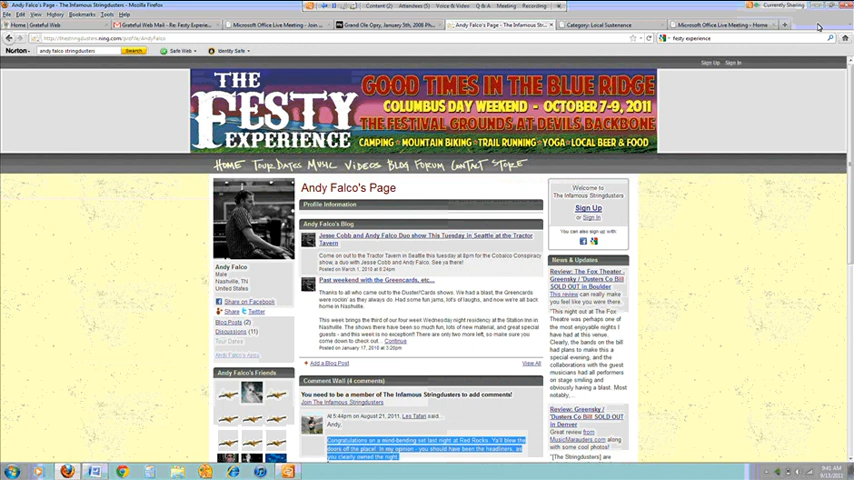 Andy Falco's Page - The Infamous Stringdusters - Mozilla Firefox
Content (2) Attendees (6) Voice & Video Q & A Meeting Recording
Currently Sharing
Edit View History Bookmarks Tools Help
Home | Grateful Web
Gmail - Grateful Web Mail - Re: Festy Experie...
Microsoft Office Live Meeting - Join ...
Grand Ole Opry, January 5th, 2008 P
Andy Falco's Page - The Infamous St...
Category: Local Sustenance
Microsoft Office Live Meeting - Home
festy experience
Norton
andy falco stringdusters
Search
Safe Web
Identity Safe
Sign Up Sign In
THE FESTY EXPERIENCE
GOOD TIMES IN THE BLUE RIDGE
COLUMBUS DAY WEEKEND - OCTOBER 7-9, 2011
THE FESTIVAL GROUNDS AT DEVILS BACKBONE
CAMPING MOUNTAIN BIKING TRAIL RUNNING YOGA LOCAL BEER & FOOD
HOME TOUR DATES MUSIC VIDEOS BLOG FORUM CONTACT STORE
Andy Falco's Page
Profile Information
Andy Falco's Blog
Jesse Cobb and Andy Falco Duo show This Tuesday in Seattle at the Tractor
Tavern
Come on out to the Tractor Tavern in Seattle this tuesday at 8pm for the Cobalco Conspiracy
show, a duo with Jesse Cobb and Andy Falco. See ya there!
Posted on March 1, 2010 at 8:24pm
Past weekend with the Greencards, etc...
Thanks to all who came out to the Duster/Cards shows. We had a blast, the Greencards
were rockin' as they always do. Had some fun jams, lot's of laughs, and now we're all back
home in Nashville.
This week brings the third of our four week Wednesday night residency at the Station Inn in
Nashville. The shows have been so much fun, lots of new material, and great special
guests - and this week is no exception! There are only two more left, so make sure you
come down to check out... Continue
Posted on January 17, 2010 at 3:20pm
Add a Blog Post
View All
Comment Wall (4 comments)
You need to be a member of The Infamous Stringdusters to add comments!
Join The Infamous Stringdusters
At 5:44pm on August 21, 2011, Les Tafari said...
Andy,
Congratulations on a mind-bending set last night at Red Rocks. Ya'll blew the
doors off the place!. In my opinion - you should have been the headliners, as
you clearly owned the night.
Andy Falco
Male
Nashville, TN
United States
Share on Facebook
Share Twitter
Blog Posts (2)
Discussions (11)
Tour Dates
Andy Falco's Apps
Andy Falco's Friends
Welcome to
The Infamous Stringdusters
Sign Up
or Sign In
You can also sign up with:
News & Updates
Review: The Fox Theater -
Greensky / 'Dusters Co Bill
SOLD OUT in Boulder
This review can really make
you feel like you were there.
"This night out at The Fox
Theatre was perhaps one of
the most enjoyable nights I
have had at this venue.
Clearly, the bands on the bill
had plans to make this a
special evening, and the
collaborations with the guest
musicians had all performers
on stage smiling and
obviously having a blast. Most
notably,...
Review: Greensky /
'Dusters Co Bill SOLD OUT
in Denver
Great review from
MusicMarauders.com along
with some cool photos!
"[The Stringdusters] are
9:45 AM
9/13/2011